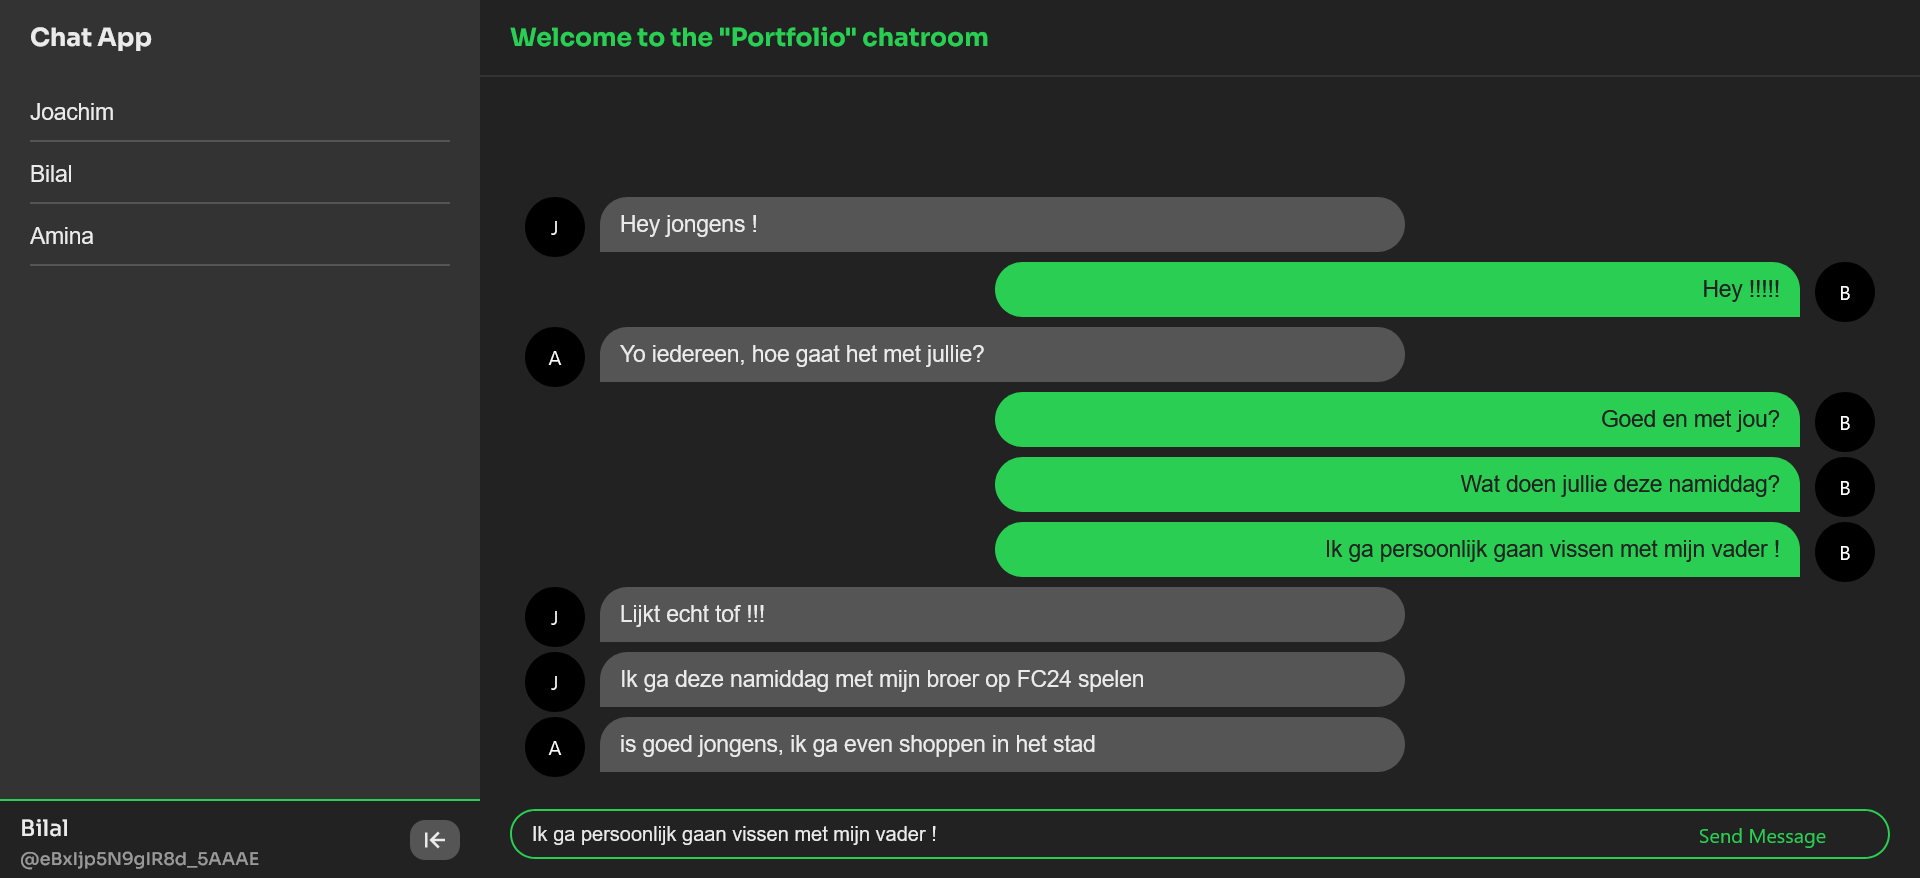 Chat App
Joachim
Bilal
Amina
Bilal
@eBxljp5N9glR8d_5AAAE
Welcome to the "Portfolio" chatroom
J
Hey jongens !
Hey !!!!!
B
A
Yo iedereen, hoe gaat het met jullie?
Goed en met jou?
B
Wat doen jullie deze namiddag?
B
Ik ga persoonlijk gaan vissen met mijn vader !
B
J
Lijkt echt tof !!!
J
Ik ga deze namiddag met mijn broer op FC24 spelen
A
is goed jongens, ik ga even shoppen in het stad
Ik ga persoonlijk gaan vissen met mijn vader !
Send Message